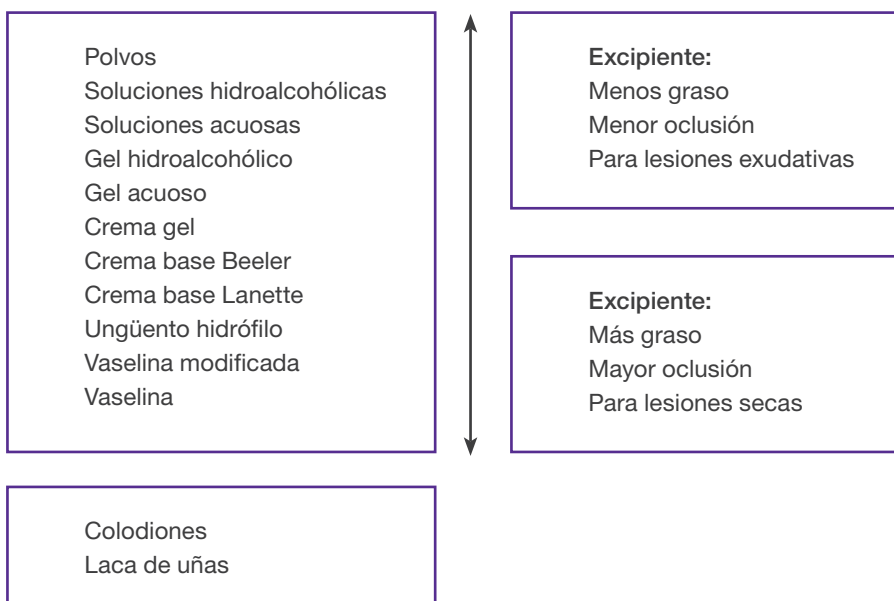 Polvos
Soluciones hidroalcohólicas
Soluciones acuosas
Gel hidroalcohólico
Gel acuoso
Crema gel
Crema base Beeler
Crema base Lanette
Ungüento hidrófilo
Vaselina modificada
Vaselina
Excipiente:
Menos graso
Menor oclusión
Para lesiones exudativas
Excipiente:
Más graso
Mayor oclusión
Para lesiones secas
Colodiones
Laca de uñas